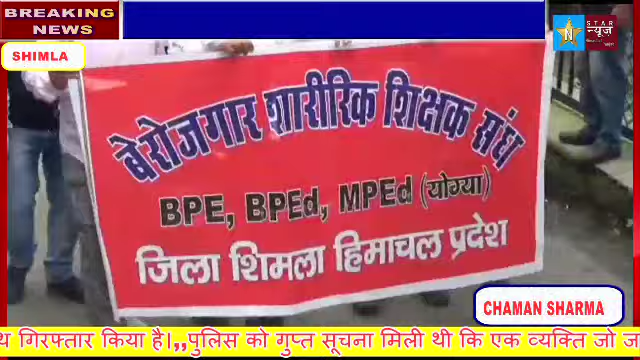 BREAKING
NEWS
SHIMLA
N
STAR
न्यूज़
बेरोजगार शारीरिक शिक्षक संघ
BPE, BPEd, MPEd (योग्या)
जिला शिमला हिमाचल प्रदेश
CHAMAN SHARMA
गिरफ्तार किया है।,,पुलिस को गुप्त सूचना मिली थी कि एक व्यक्ति जो